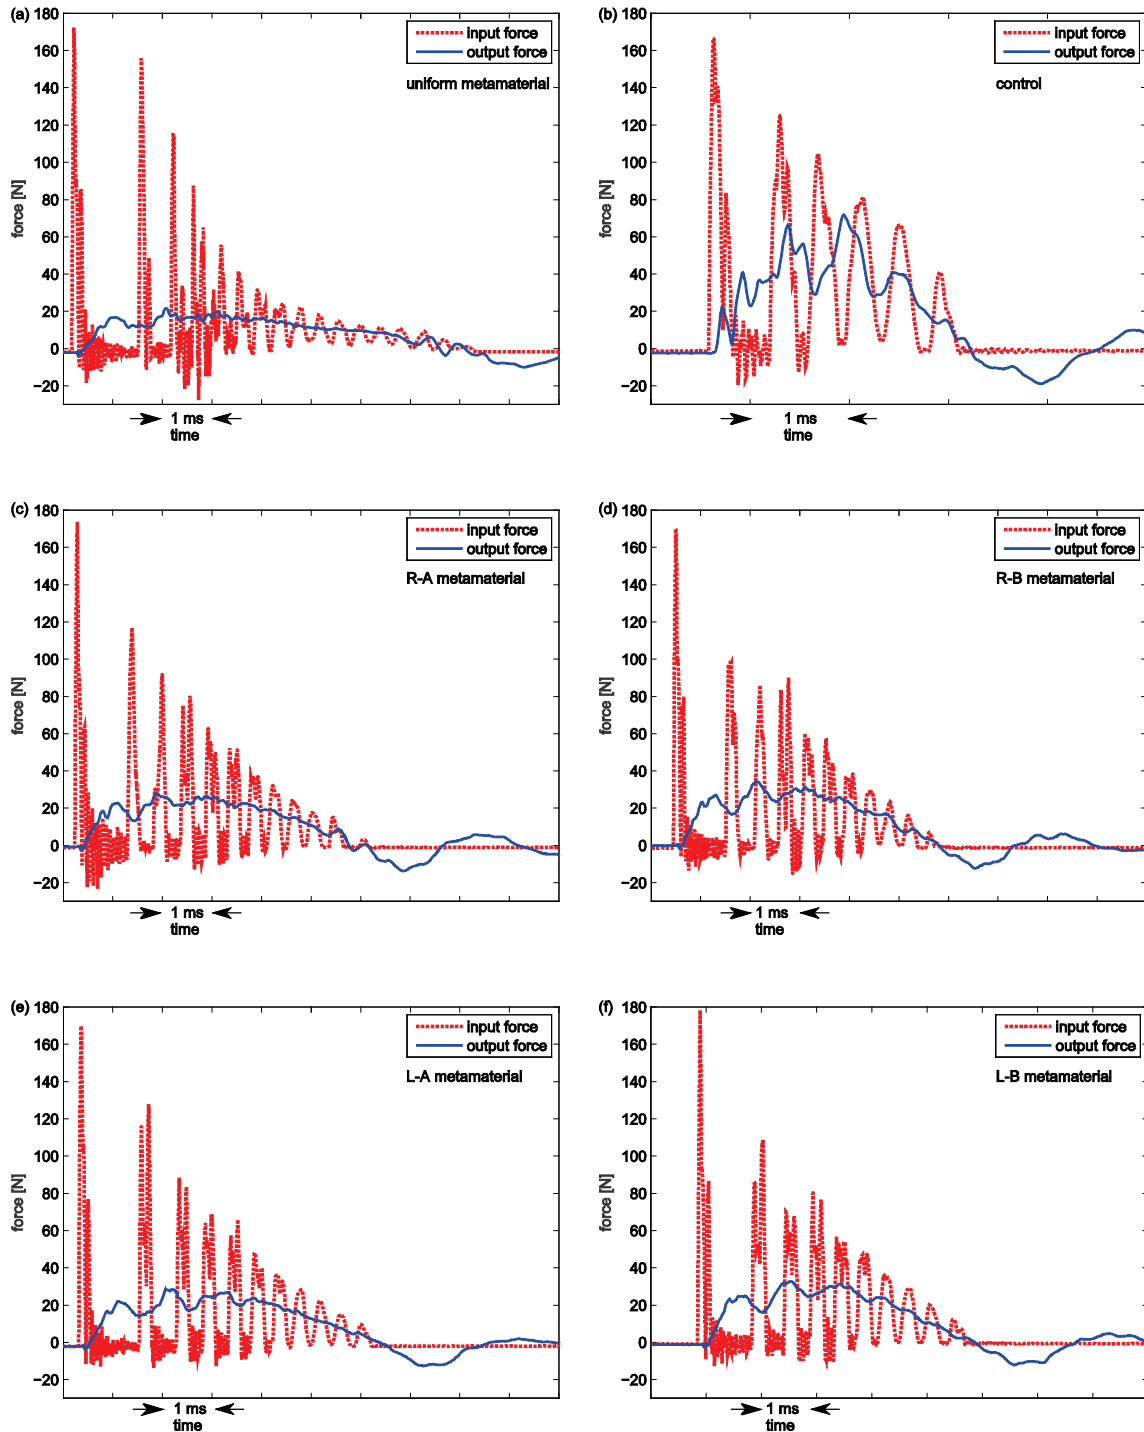 (a)
180
160
140
120
100
80
60
40
20
0
−20
force [N]
input force
output force
uniform metamaterial
1 ms
time
(b)
180
160
140
120
100
80
60
40
20
0
−20
input force
output force
control
1 ms
time
(c)
180
160
140
120
100
80
60
40
20
0
−20
force [N]
input force
output force
R-A metamaterial
1 ms
time
(d)
180
160
140
120
100
80
60
40
20
0
−20
input force
output force
R-B metamaterial
1 ms
time
(e)
180
160
140
120
100
80
60
40
20
0
−20
force [N]
input force
output force
L-A metamaterial
1 ms
time
(f)
180
160
140
120
100
80
60
40
20
0
−20
input force
output force
L-B metamaterial
1 ms
time